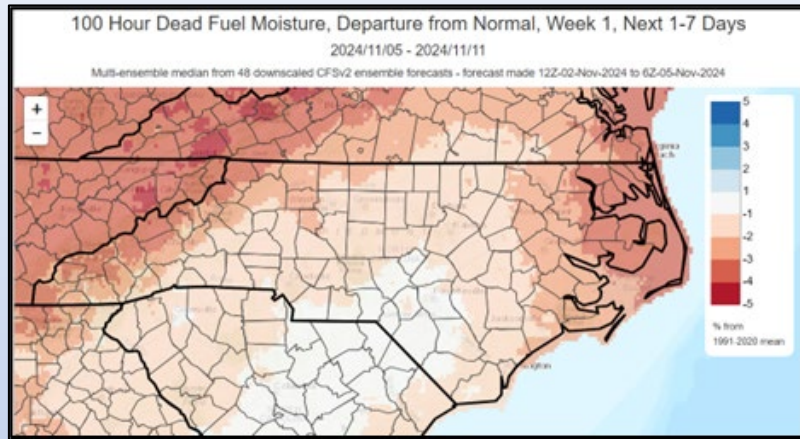 100 Hour Dead Fuel Moisture, Departure from Normal, Week 1, Next 1-7 Days
2024/11/05 - 2024/11/11
Multi-ensemble median from 48 downscaled CFSv2 ensemble forecasts - forecast made 12Z-02-Nov-2024 to 6Z-05-Nov-2024
+
−
5
4
3
2
1
-1
-2
-3
-4
-5
% from
1991-2020 mean